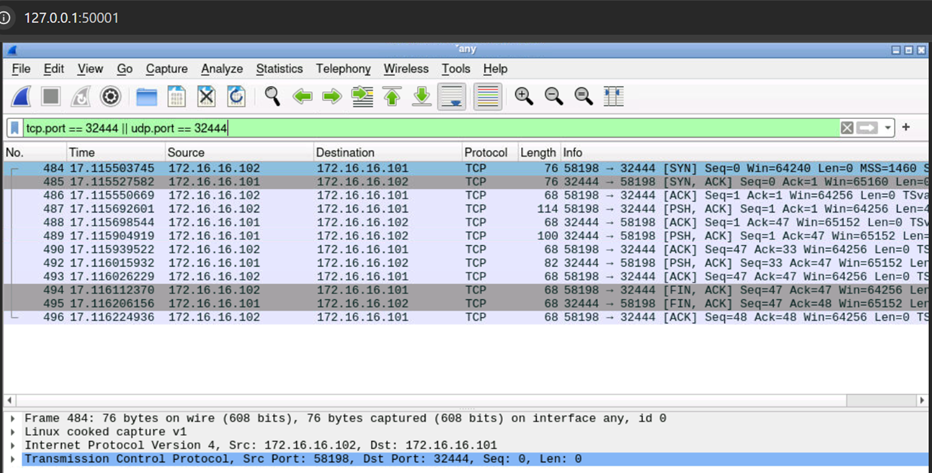 127.0.0.1:50001
*any
File Edit View Go Capture Analyze Statistics Telephony Wireless Tools Help
tcp.port == 32444 || udp.port == 32444
No. Time Source Destination Protocol Length Info
484 17.115503745 172.16.16.102 172.16.16.101 TCP 76 58198 → 32444 [SYN] Seq=0 Win=64240 Len=0 MSS=1460 S
485 17.115527582 172.16.16.101 172.16.16.102 TCP 76 32444 → 58198 [SYN, ACK] Seq=0 Ack=1 Win=65160 Len=0
486 17.115550669 172.16.16.102 172.16.16.101 TCP 68 58198 → 32444 [ACK] Seq=1 Ack=1 Win=64256 Len=0 TSva
487 17.115692601 172.16.16.102 172.16.16.101 TCP 114 58198 → 32444 [PSH, ACK] Seq=1 Ack=1 Win=64256 Len=4
488 17.115698544 172.16.16.101 172.16.16.102 TCP 68 32444 → 58198 [ACK] Seq=1 Ack=47 Win=65152 Len=0 TSv
489 17.115904919 172.16.16.101 172.16.16.102 TCP 100 32444 → 58198 [PSH, ACK] Seq=1 Ack=47 Win=65152 Len=
490 17.115939522 172.16.16.102 172.16.16.101 TCP 68 58198 → 32444 [ACK] Seq=47 Ack=33 Win=64256 Len=0 TS
492 17.116015932 172.16.16.101 172.16.16.102 TCP 82 32444 → 58198 [PSH, ACK] Seq=33 Ack=47 Win=65152 Len
493 17.116026229 172.16.16.102 172.16.16.101 TCP 68 58198 → 32444 [ACK] Seq=47 Ack=47 Win=64256 Len=0 TS
494 17.116112370 172.16.16.102 172.16.16.101 TCP 68 58198 → 32444 [FIN, ACK] Seq=47 Ack=47 Win=64256 Len
495 17.116206156 172.16.16.101 172.16.16.102 TCP 68 32444 → 58198 [FIN, ACK] Seq=47 Ack=48 Win=65152 Len
496 17.116224936 172.16.16.102 172.16.16.101 TCP 68 58198 → 32444 [ACK] Seq=48 Ack=48 Win=64256 Len=0 TS
Frame 484: 76 bytes on wire (608 bits), 76 bytes captured (608 bits) on interface any, id 0
Linux cooked capture v1
Internet Protocol Version 4, Src: 172.16.16.102, Dst: 172.16.16.101
Transmission Control Protocol, Src Port: 58198, Dst Port: 32444, Seq: 0, Len: 0